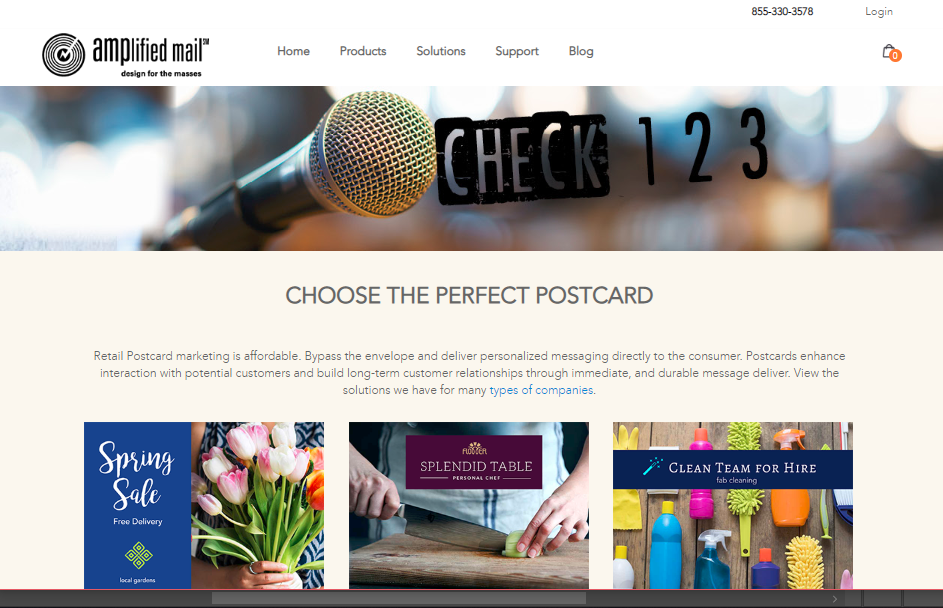 855-330-3578 Login
amplified mail SM
design for the masses
Home Products Solutions Support Blog
0
CHECK 1 2 3
CHOOSE THE PERFECT POSTCARD
Retail Postcard marketing is affordable. Bypass the envelope and deliver personalized messaging directly to the consumer. Postcards enhance
interaction with potential customers and build long-term customer relationships through immediate, and durable message deliver. View the
solutions we have for many types of companies.
Spring
Sale
Free Delivery
local gardens
FLODDER
SPLENDID TABLE
PERSONAL CHEF
CLEAN TEAM FOR HIRE
fab cleaning